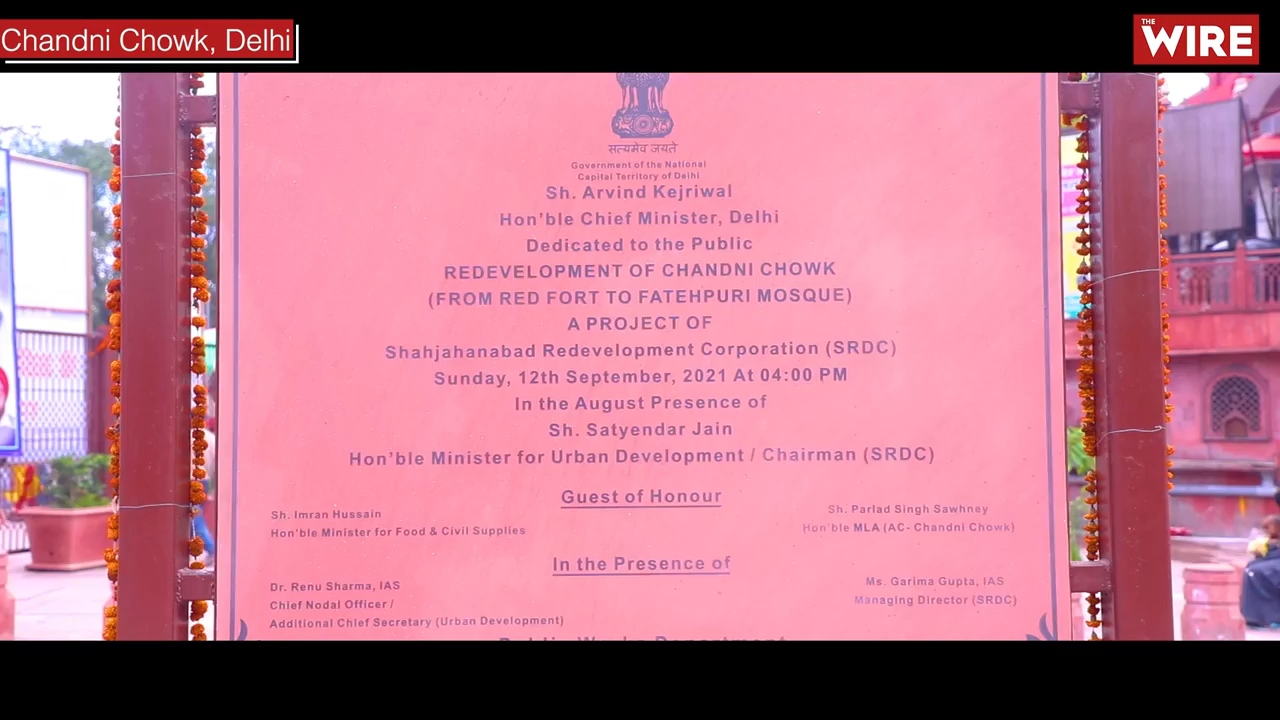 Chandni Chowk, Delhi
THE
WIRE
सत्यमेव जयते
Government of the National
Capital Territory of Delhi
Sh. Arvind Kejriwal
Hon'ble Chief Minister, Delhi
Dedicated to the Public
REDEVELOPMENT OF CHANDNI CHOWK
(FROM RED FORT TO FATEHPURI MOSQUE)
A PROJECT OF
Shahjahanabad Redevelopment Corporation (SRDC)
Sunday, 12th September, 2021 At 04:00 PM
In the August Presence of
Sh. Satyendar Jain
Hon'ble Minister for Urban Development / Chairman (SRDC)
Guest of Honour
Sh. Imran Hussain
Hon'ble Minister for Food & Civil Supplies
Sh. Parlad Singh Sawhney
Hon'ble MLA (AC- Chandni Chowk)
In the Presence of
Dr. Renu Sharma, IAS
Chief Nodal Officer /
Additional Chief Secretary (Urban Development)
Ms. Garima Gupta, IAS
Managing Director (SRDC)
Public Works Department